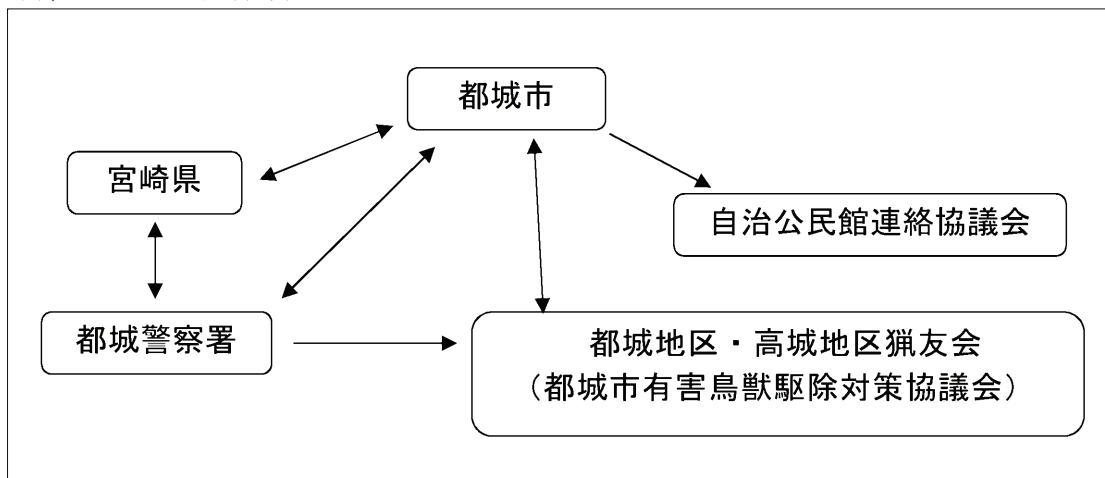 都城市
宮崎県
自治公民館連絡協議会
都城警察署
都城地区・高城地区猟友会
（都城市有害鳥獣駆除対策協議会）